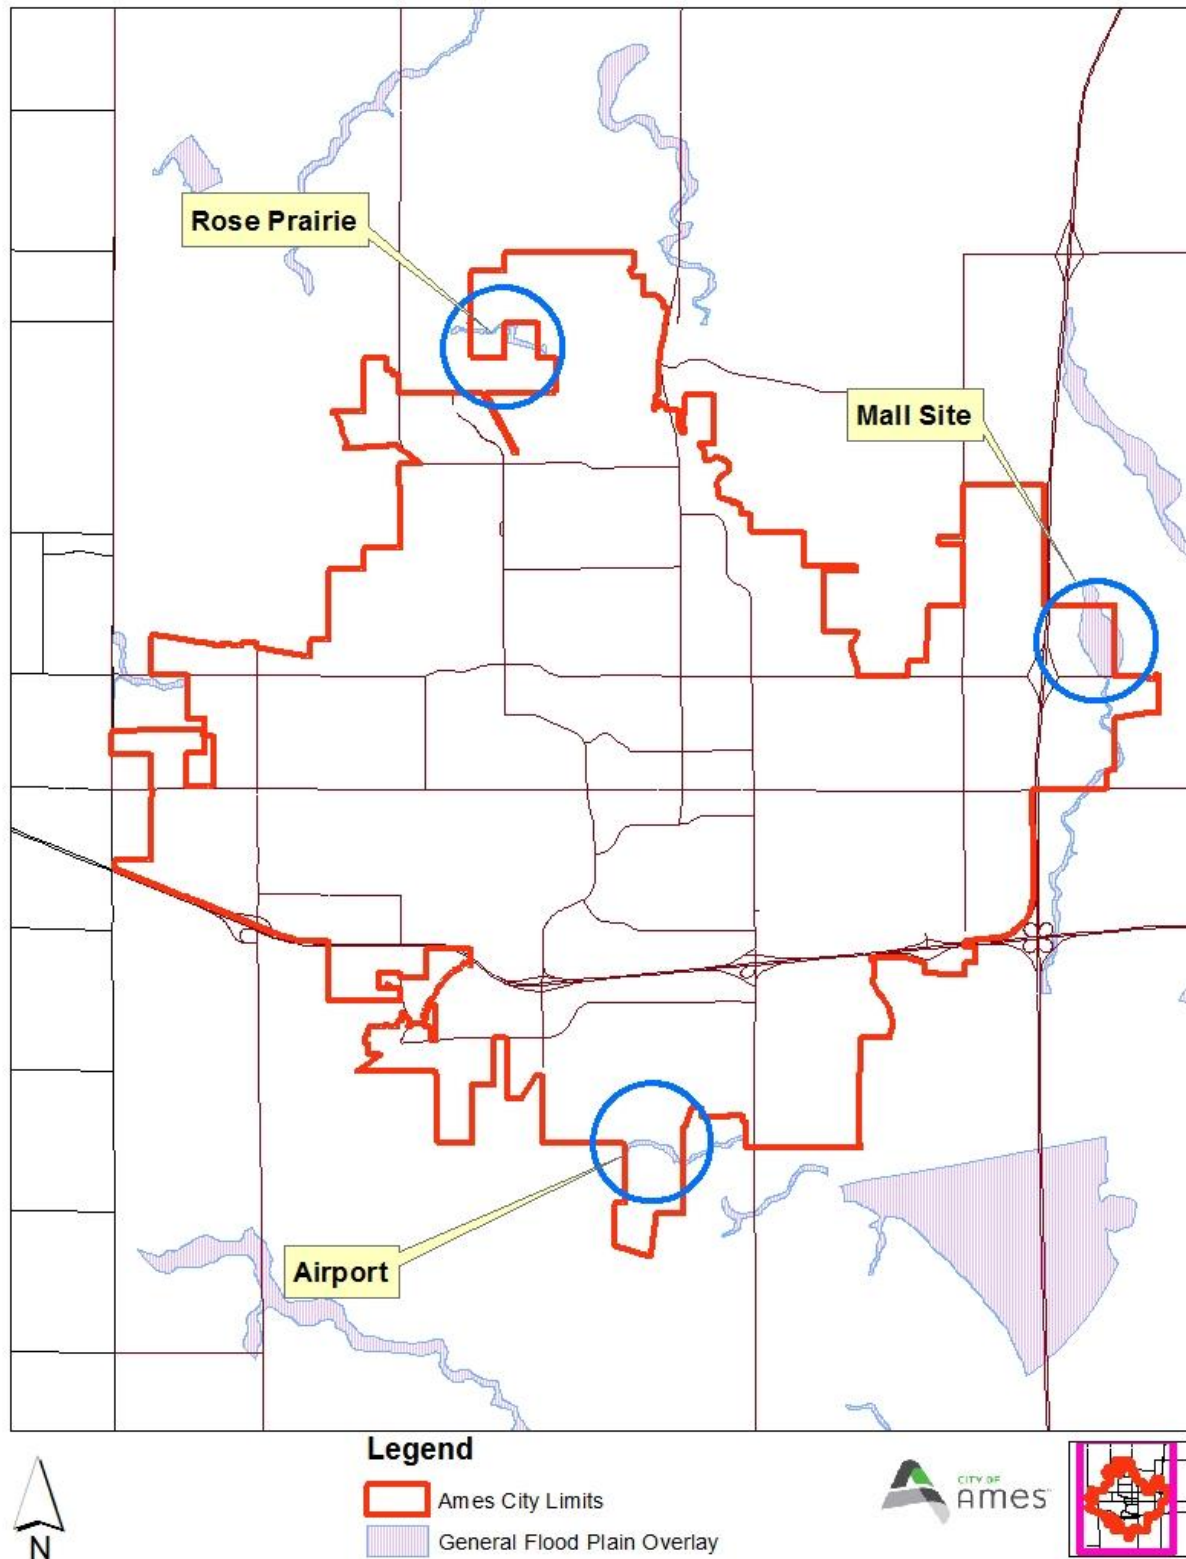 Rose Prairie
Mall Site
Airport
Legend
Ames City Limits
General Flood Plain Overlay
N
CITY OF
Ames